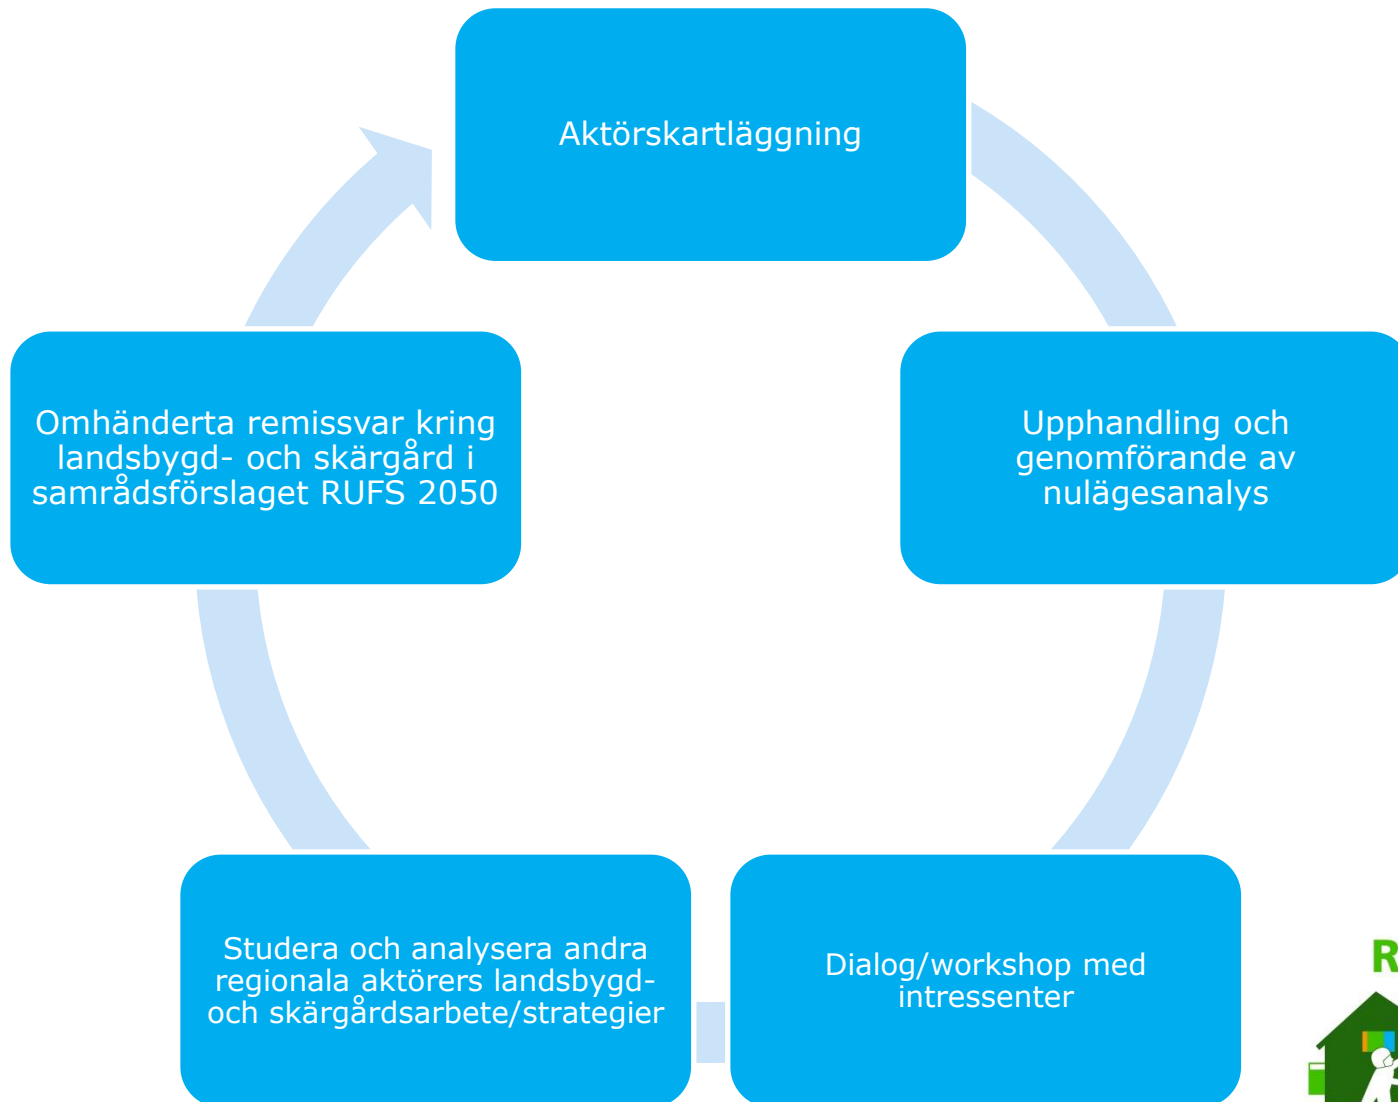 Aktörskartläggning
Upphandling och
genomförande av
nulägesanalys
Dialog/workshop med
intressenter
Studera och analysera andra
regionala aktörers landsbygd-
och skärgårdsarbete/strategier
Omhänderta remissvar kring
landsbygd- och skärgård i
samrådsförslaget RUFS 2050